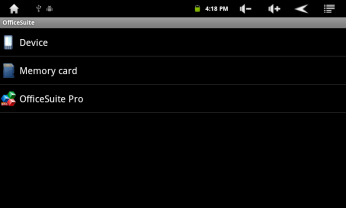 4:18 PM
OfficeSuite
Device
Memory card
OfficeSuite Pro